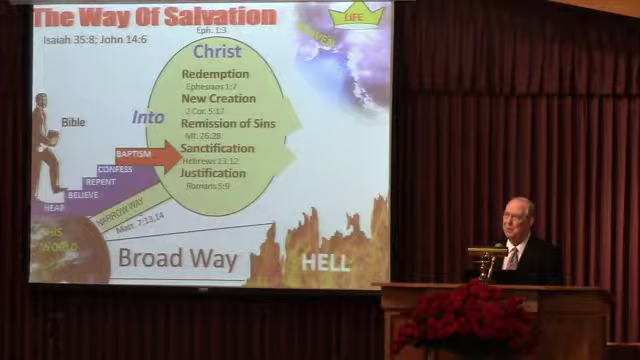 The Way Of Salvation
LIFE
Isaiah 35:8; John 14:6
Eph. 1:3
HEAVEN
Christ
Redemption
Ephesians 1:7
New Creation
2 Cor. 5:17
Bible
Into
Remission of Sins
Mt. 26:28
Sanctification
Hebrews 13:12
Justification
Romans 5:9
BAPTISM
CONFESS
REPENT
BELIEVE
HEAR
NARROW WAY
Matt. 7:13,14
THIS
WORLD
Broad Way
HELL